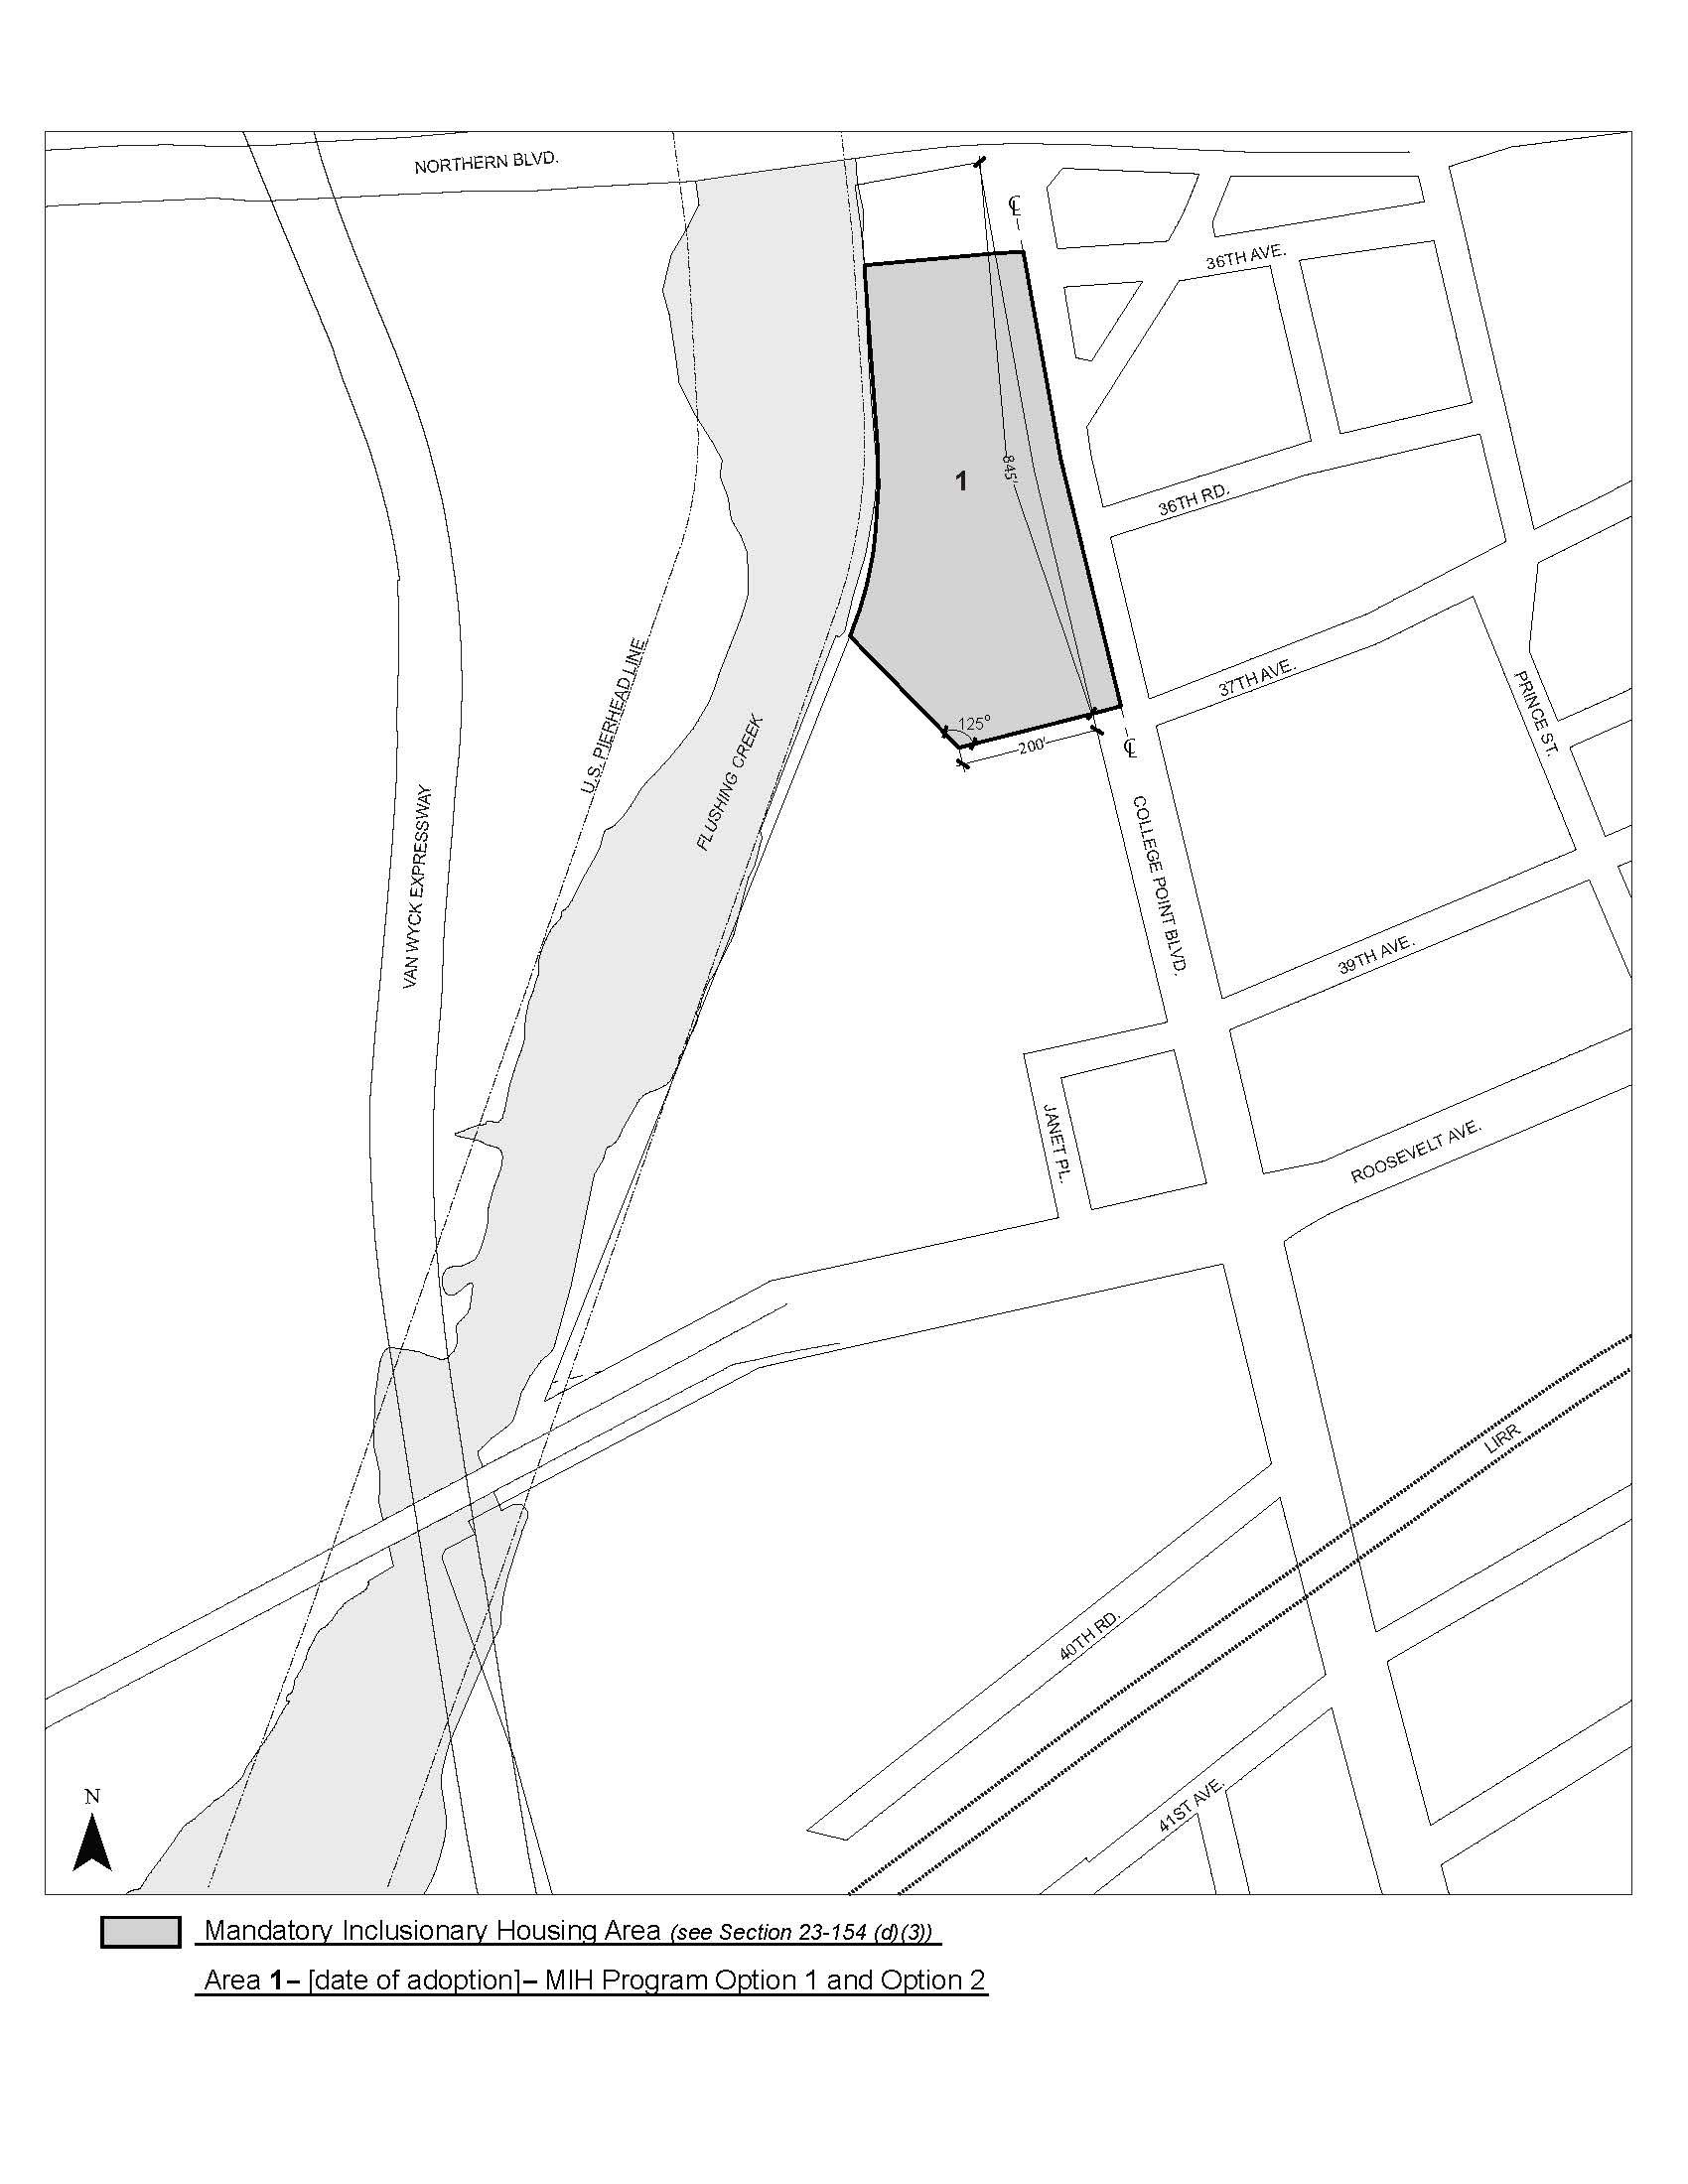 NORTHERN BLVD.
℄
36TH AVE.
1
845'
36TH RD.
U.S. PIERHEAD LINE
37TH AVE.
PRINCE ST.
125º
200'
℄
FLUSHING CREEK
VAN WYCK EXPRESSWAY
COLLEGE POINT BLVD.
39TH AVE.
JANET PL.
ROOSEVELT AVE.
LIRR
40TH RD.
41ST AVE.
N
Mandatory Inclusionary Housing Area (see Section 23-154 (d)(3))
Area 1 – [date of adoption] – MIH Program Option 1 and Option 2